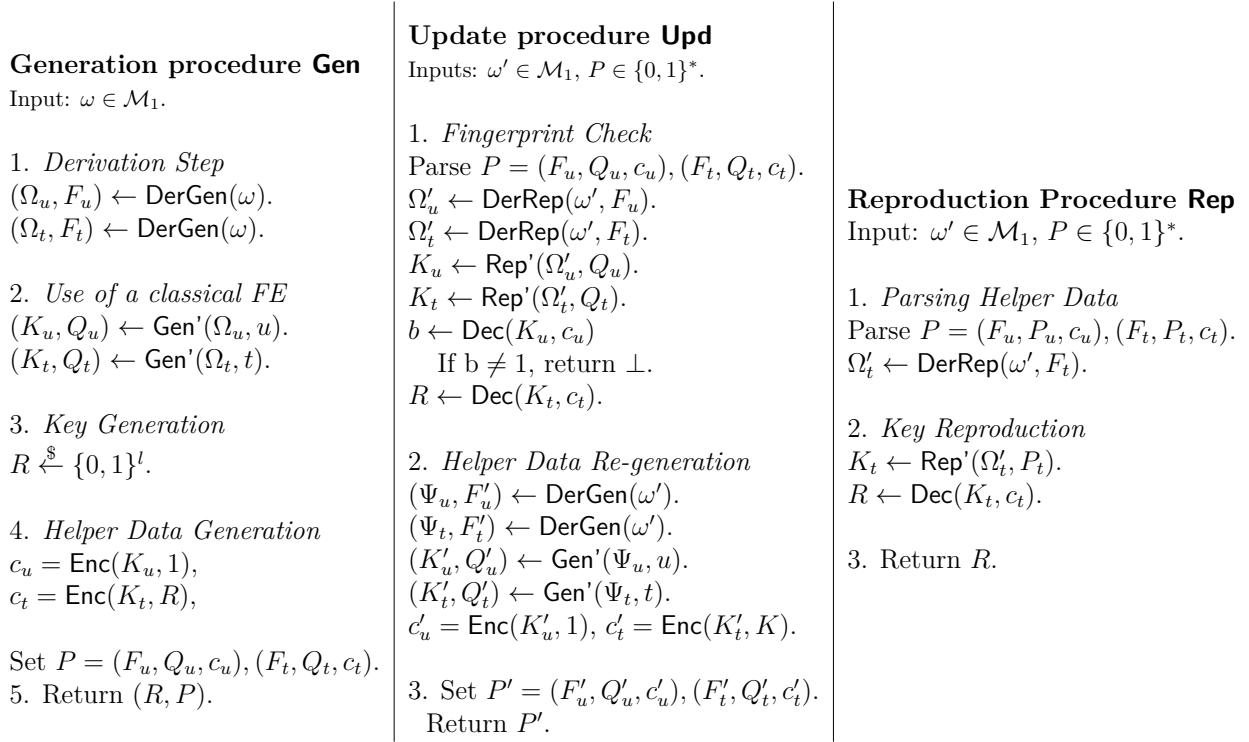 Generation procedure Gen
Input: ω ∈ M₁.
1. Derivation Step
(Ωᵤ, Fᵤ) ← DerGen(ω).
(Ωₜ, Fₜ) ← DerGen(ω).
2. Use of a classical FE
(Kᵤ, Qᵤ) ← Gen'(Ωᵤ, u).
(Kₜ, Qₜ) ← Gen'(Ωₜ, t).
3. Key Generation
R ←$ {0, 1}ˡ.
4. Helper Data Generation
cᵤ = Enc(Kᵤ, 1),
cₜ = Enc(Kₜ, R),
Set P = (Fᵤ, Qᵤ, cᵤ), (Fₜ, Qₜ, cₜ).
5. Return (R, P).
Update procedure Upd
Inputs: ω′ ∈ M₁, P ∈ {0, 1}*.
1. Fingerprint Check
Parse P = (Fᵤ, Qᵤ, cᵤ), (Fₜ, Qₜ, cₜ).
Ω′ᵤ ← DerRep(ω′, Fᵤ).
Ω′ₜ ← DerRep(ω′, Fₜ).
Kᵤ ← Rep'(Ω′ᵤ, Qᵤ).
Kₜ ← Rep'(Ω′ₜ, Qₜ).
b ← Dec(Kᵤ, cᵤ)
If b ≠ 1, return ⊥.
R ← Dec(Kₜ, cₜ).
2. Helper Data Re-generation
(Ψᵤ, F′ᵤ) ← DerGen(ω′).
(Ψₜ, F′ₜ) ← DerGen(ω′).
(K′ᵤ, Q′ᵤ) ← Gen'(Ψᵤ, u).
(K′ₜ, Q′ₜ) ← Gen'(Ψₜ, t).
c′ᵤ = Enc(K′ᵤ, 1), c′ₜ = Enc(K′ₜ, K).
3. Set P′ = (F′ᵤ, Q′ᵤ, c′ᵤ), (F′ₜ, Q′ₜ, c′ₜ).
Return P′.
Reproduction Procedure Rep
Input: ω′ ∈ M₁, P ∈ {0, 1}*.
1. Parsing Helper Data
Parse P = (Fᵤ, Pᵤ, cᵤ), (Fₜ, Pₜ, cₜ).
Ω′ₜ ← DerRep(ω′, Fₜ).
2. Key Reproduction
Kₜ ← Rep'(Ω′ₜ, Pₜ).
R ← Dec(Kₜ, cₜ).
3. Return R.